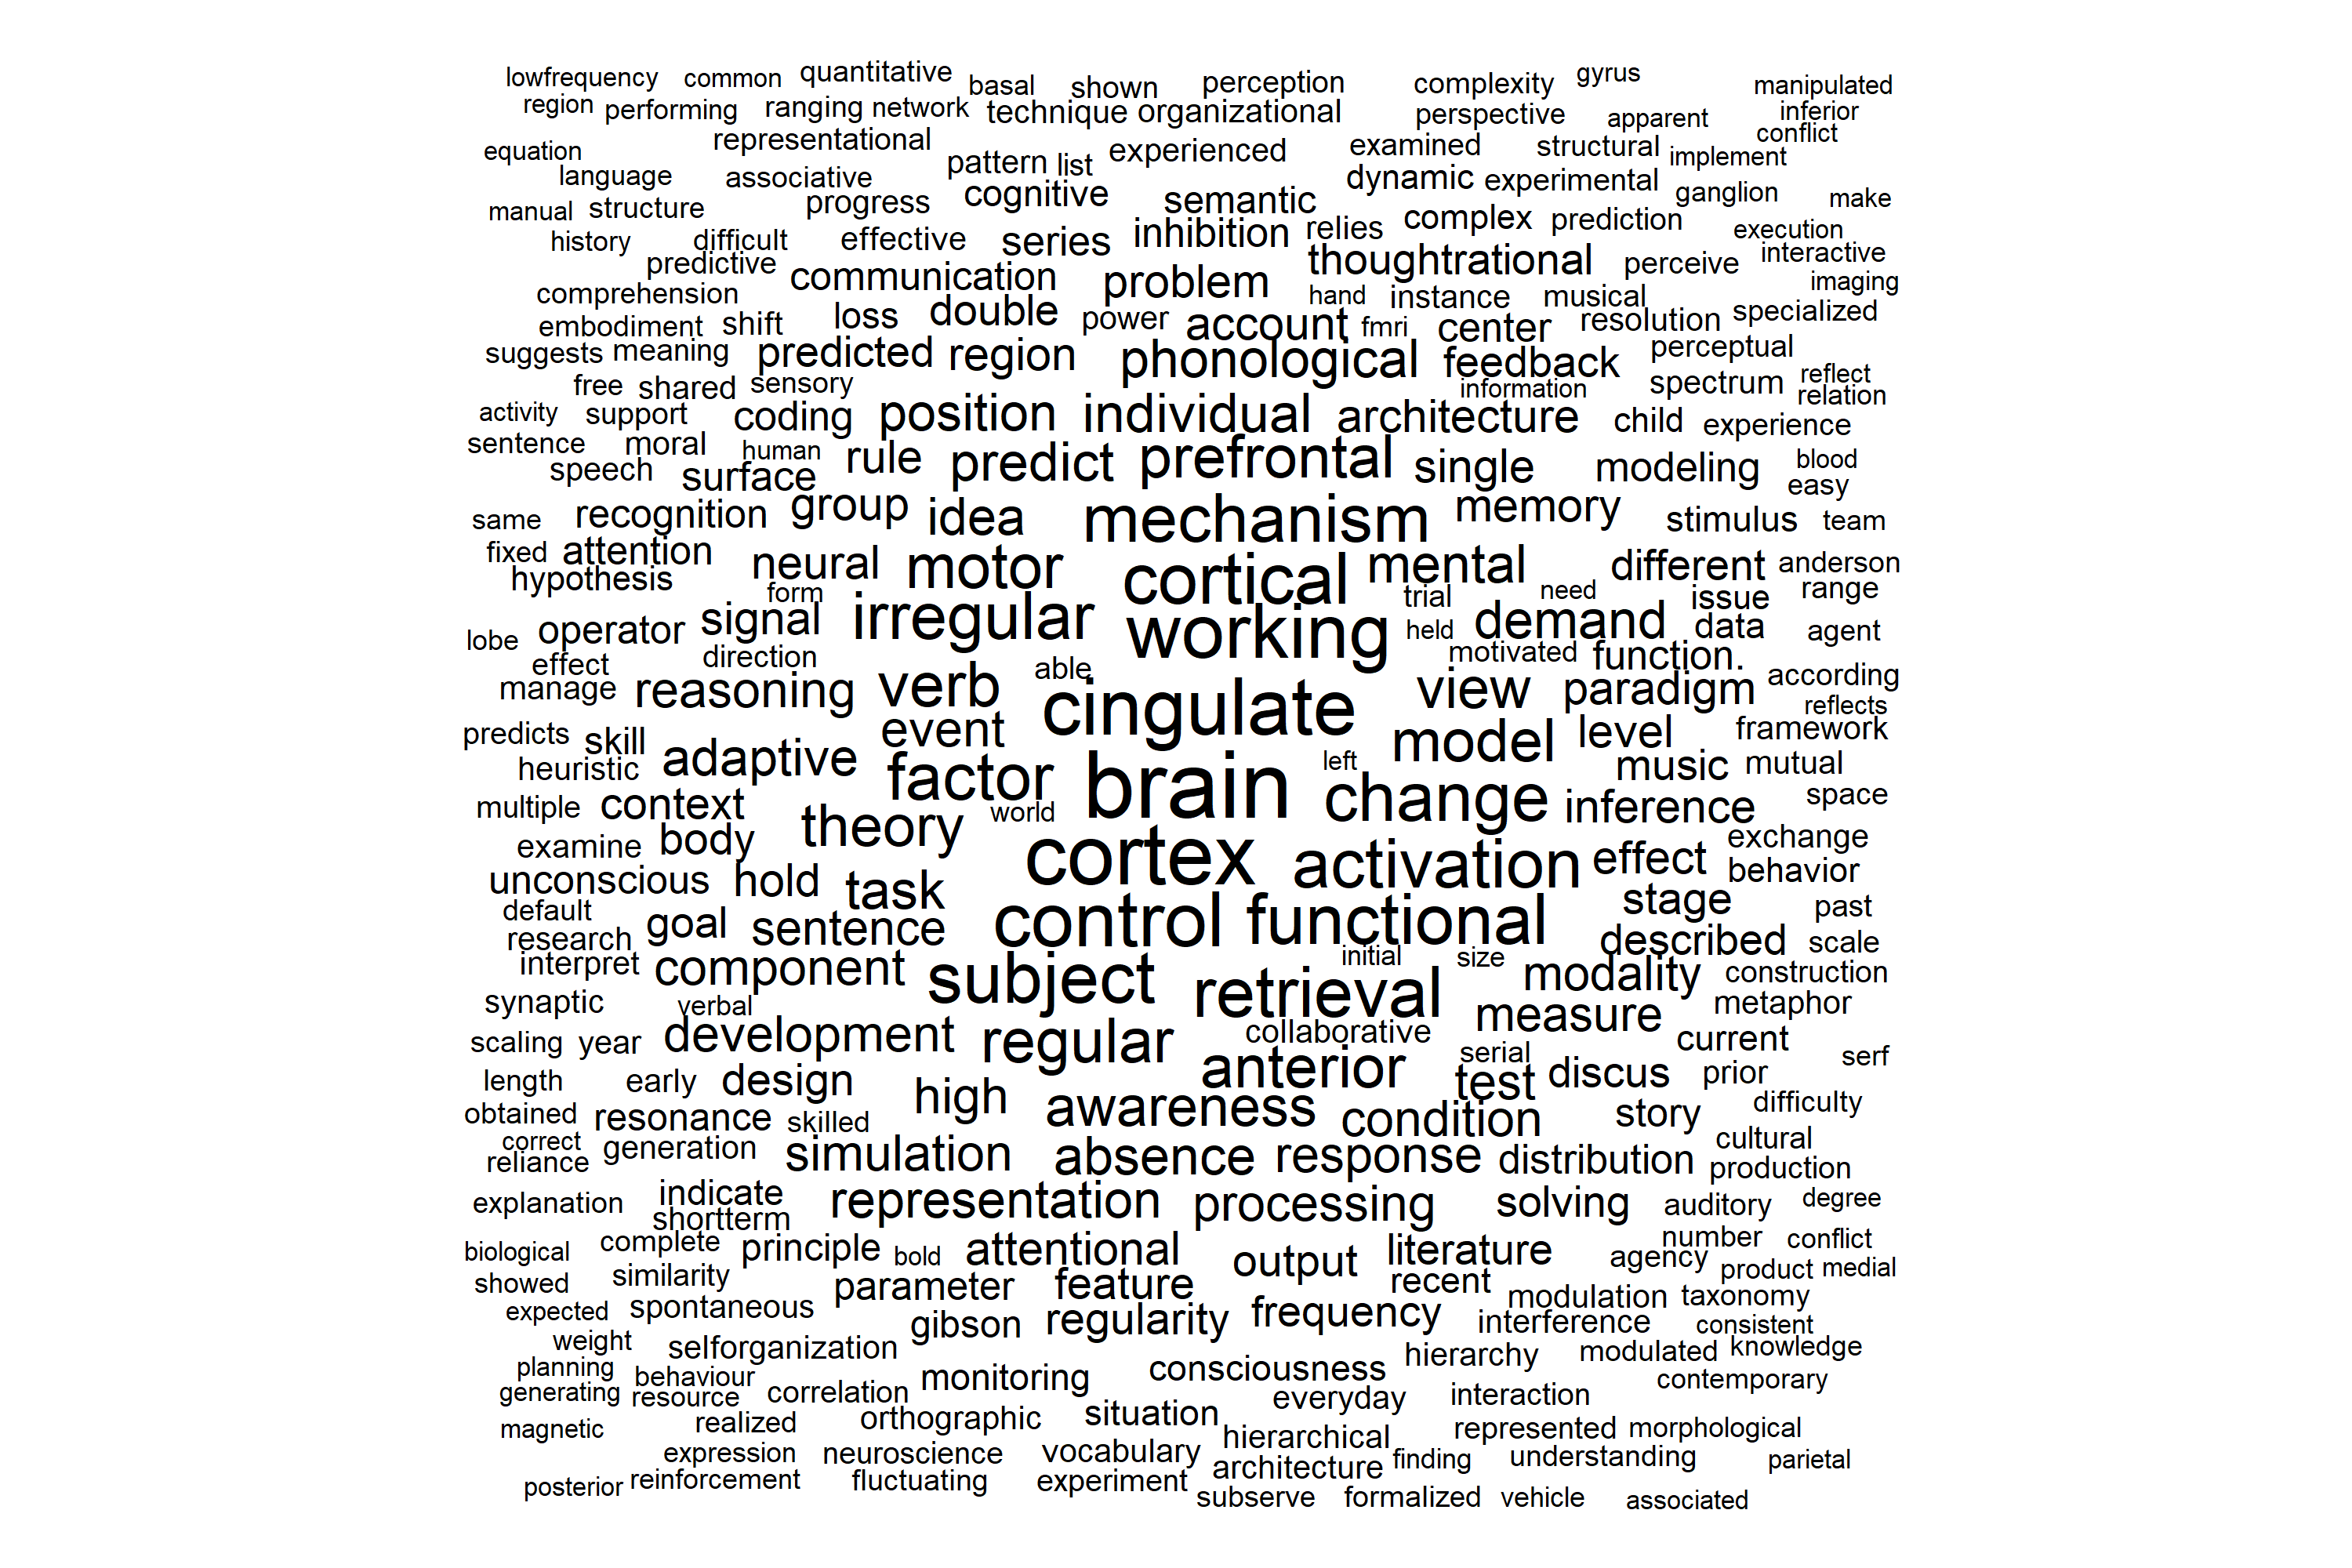 lowfrequency common quantitative basal shown perception complexity gyrus manipulated
region performing ranging network technique organizational perspective apparent inferior
equation representational pattern list experienced examined structural implement conflict
language associative cognitive semantic dynamic experimental ganglion make
manual structure progress series inhibition relies complex prediction execution
history difficult effective communication problem thoughtrational perceive interactive
predictive imaging
comprehension loss double power hand instance musical specialized
embodiment shift account fmri center resolution
suggests meaning predicted region phonological feedback perceptual
free shared sensory information spectrum reflect
activity support coding position individual architecture child experience relation
sentence moral human rule predict prefrontal single modeling blood
speech surface easy
same recognition group idea mechanism memory stimulus team
fixed attention neural motor cortical mental different anderson
hypothesis form trial need issue range
lobe operator signal irregular working held demand data agent
effect direction able motivated function.
manage reasoning verb cingulate view paradigm according
reflects
predicts skill event model level framework
heuristic adaptive factor brain left music mutual
multiple context theory world change inference space
examine body cortex activation effect exchange
unconscious hold task behavior
default goal sentence control functional stage past
research described scale
interpret component subject retrieval initial size modality construction
synaptic verbal measure metaphor
scaling year development regular collaborative serial current serf
length early design high anterior test discus prior
obtained resonance skilled awareness condition story difficulty
correct generation simulation absence response distribution cultural
reliance production
explanation indicate representation processing solving auditory degree
shortterm
biological complete principle bold attentional output literature number conflict
showed similarity parameter feature recent agency product medial
expected spontaneous gibson regularity frequency modulation taxonomy
weight selforganization interference consistent
planning behaviour monitoring consciousness hierarchy modulated knowledge
generating resource correlation everyday interaction contemporary
magnetic realized orthographic situation represented morphological
expression neuroscience vocabulary hierarchical finding understanding parietal
posterior reinforcement fluctuating experiment architecture
subserve formalized vehicle associated